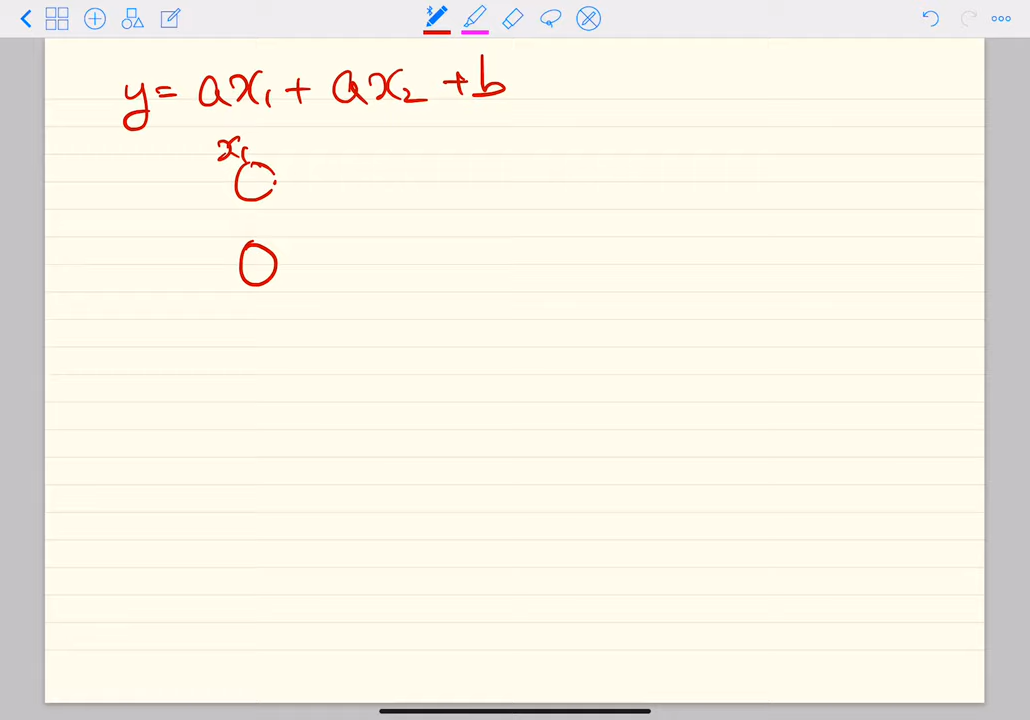 y = ax₁ + ax₂ + b
x₁